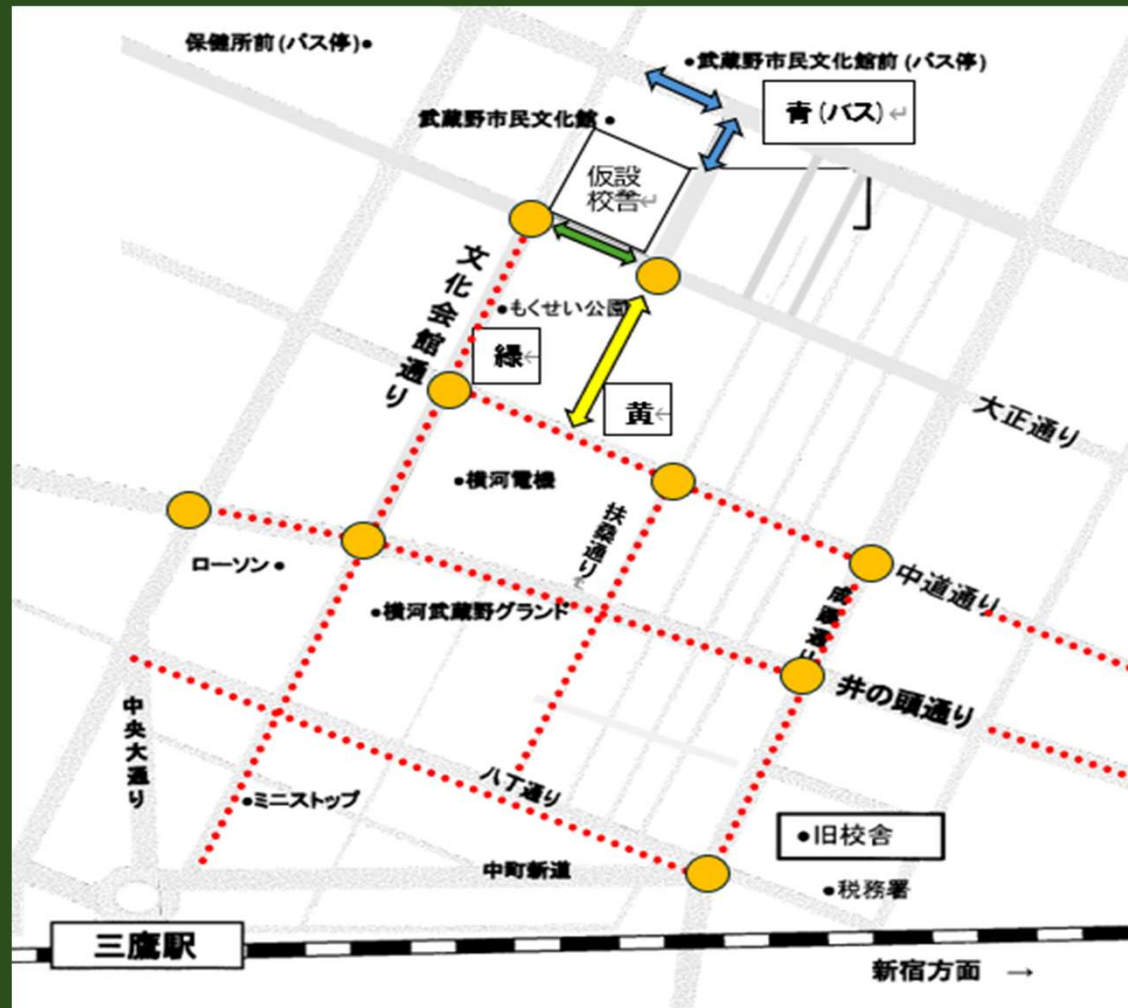 保健所前(バス停)●
●武蔵野市民文化館前(バス停)
青(バス)↵
武蔵野市民文化館●
仮設
校舎↵
文化会館通り
●もくせい公園
緑←
黄←
大正通り
●横河電機
扶桑通り
中道通り
成蹊通り
ローソン●
●横河武蔵野グランド
井の頭通り
中央大通り
八丁通り
●ミニストップ
●旧校舎
中町新道
●税務署
三鷹駅
新宿方面 →